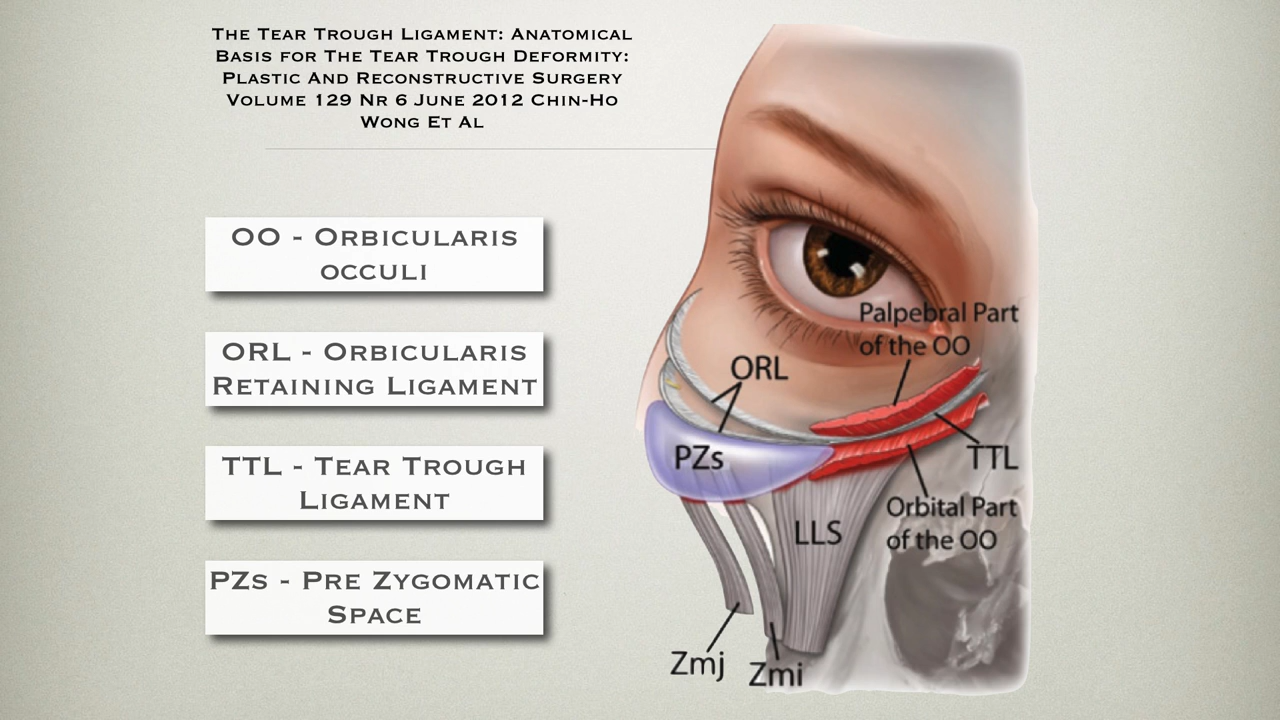 The Tear Trough Ligament: Anatomical
Basis for The Tear Trough Deformity:
Plastic And Reconstructive Surgery
Volume 129 Nr 6 June 2012 Chin-Ho
Wong Et Al
OO - Orbicularis
occuli
ORL - Orbicularis
Retaining Ligament
TTL - Tear Trough
Ligament
PZs - Pre Zygomatic
Space
Palpebral Part
of the OO
ORL
PZs
TTL
Orbital Part
of the OO
LLS
Zmj
Zmi